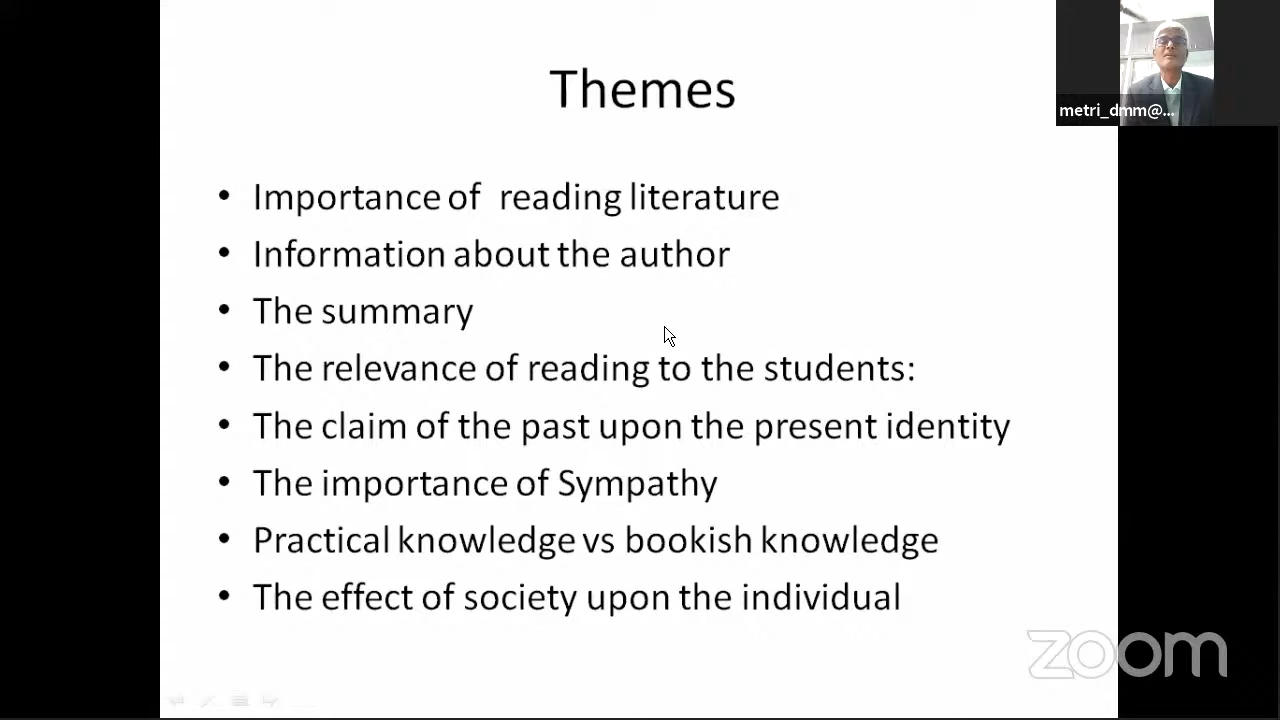 Themes
metri_dmm@...
• Importance of  reading literature
• Information about the author
• The summary
• The relevance of reading to the students:
• The claim of the past upon the present identity
• The importance of Sympathy
• Practical knowledge vs bookish knowledge
• The effect of society upon the individual
zoom